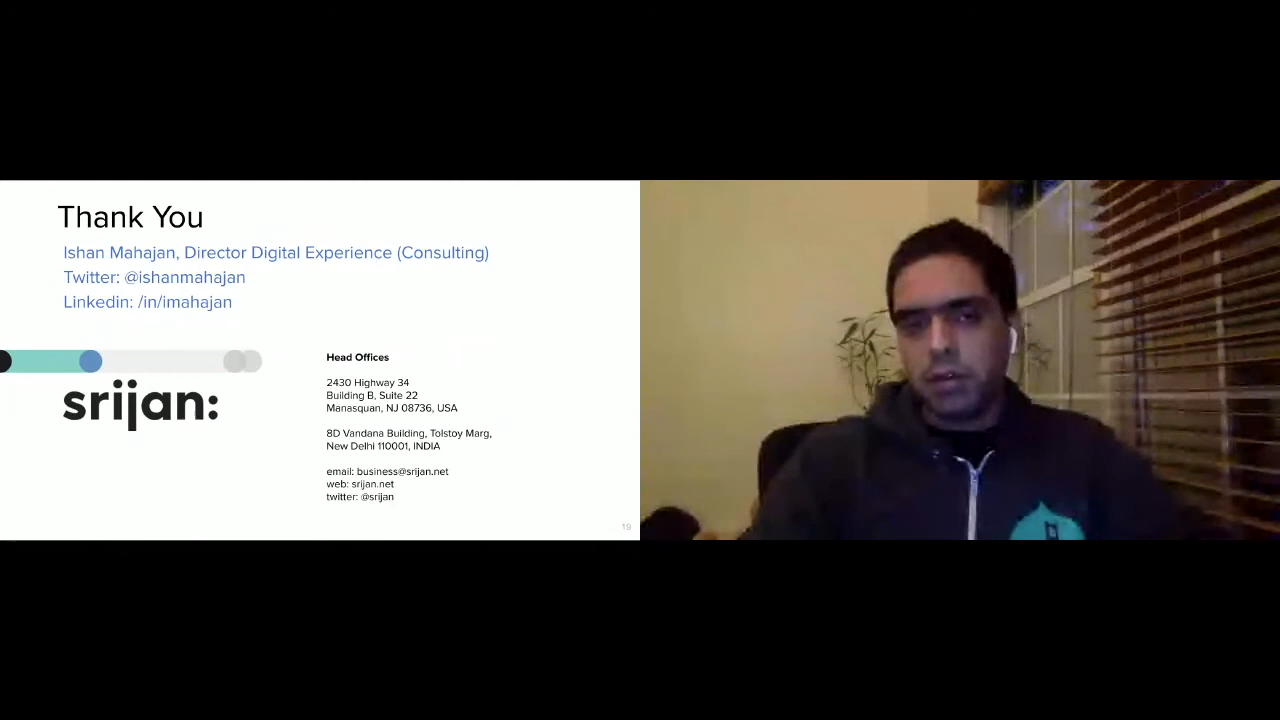 Thank You
Ishan Mahajan, Director Digital Experience (Consulting)
Twitter: @ishanmahajan
Linkedin: /in/imahajan
srijan:
Head Offices
2430 Highway 34
Building B, Suite 22
Manasquan, NJ 08736, USA
8D Vandana Building, Tolstoy Marg,
New Delhi 110001, INDIA
email: business@srijan.net
web: srijan.net
twitter: @srijan
19